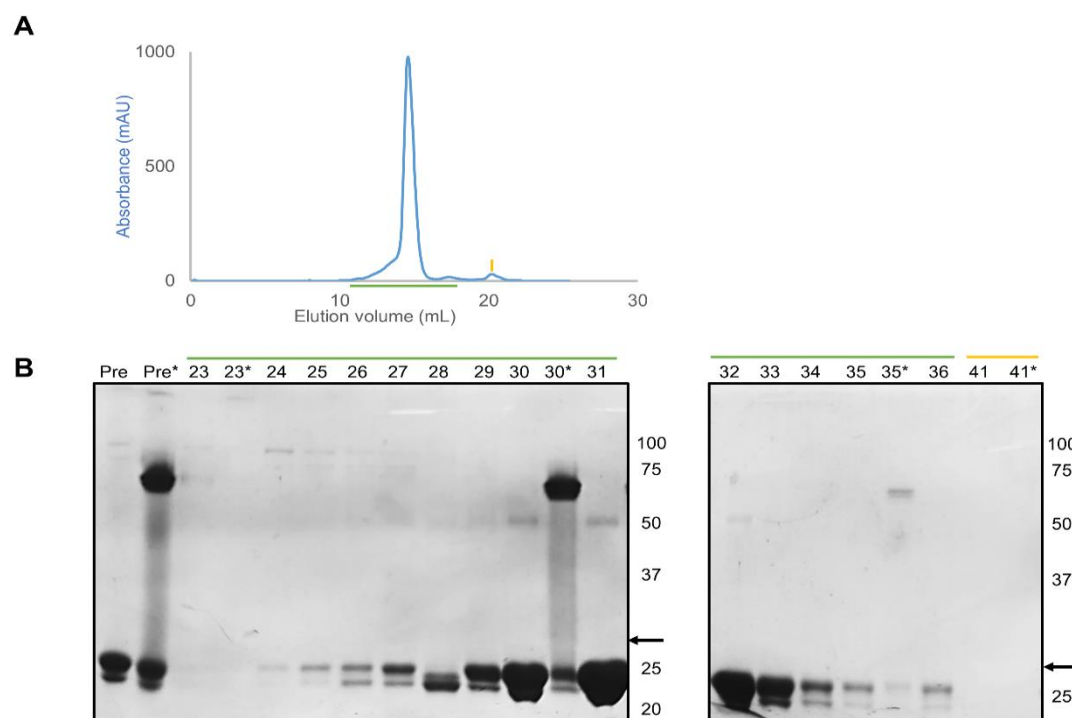 A
1000
500
0
Absorbance (mAU)
0 10 20 30
Elution volume (mL)
B
Pre Pre* 23 23* 24 25 26 27 28 29 30 30* 31
32 33 34 35 35* 36 41 41*
100
75
50
37
25
20
100
75
50
37
25